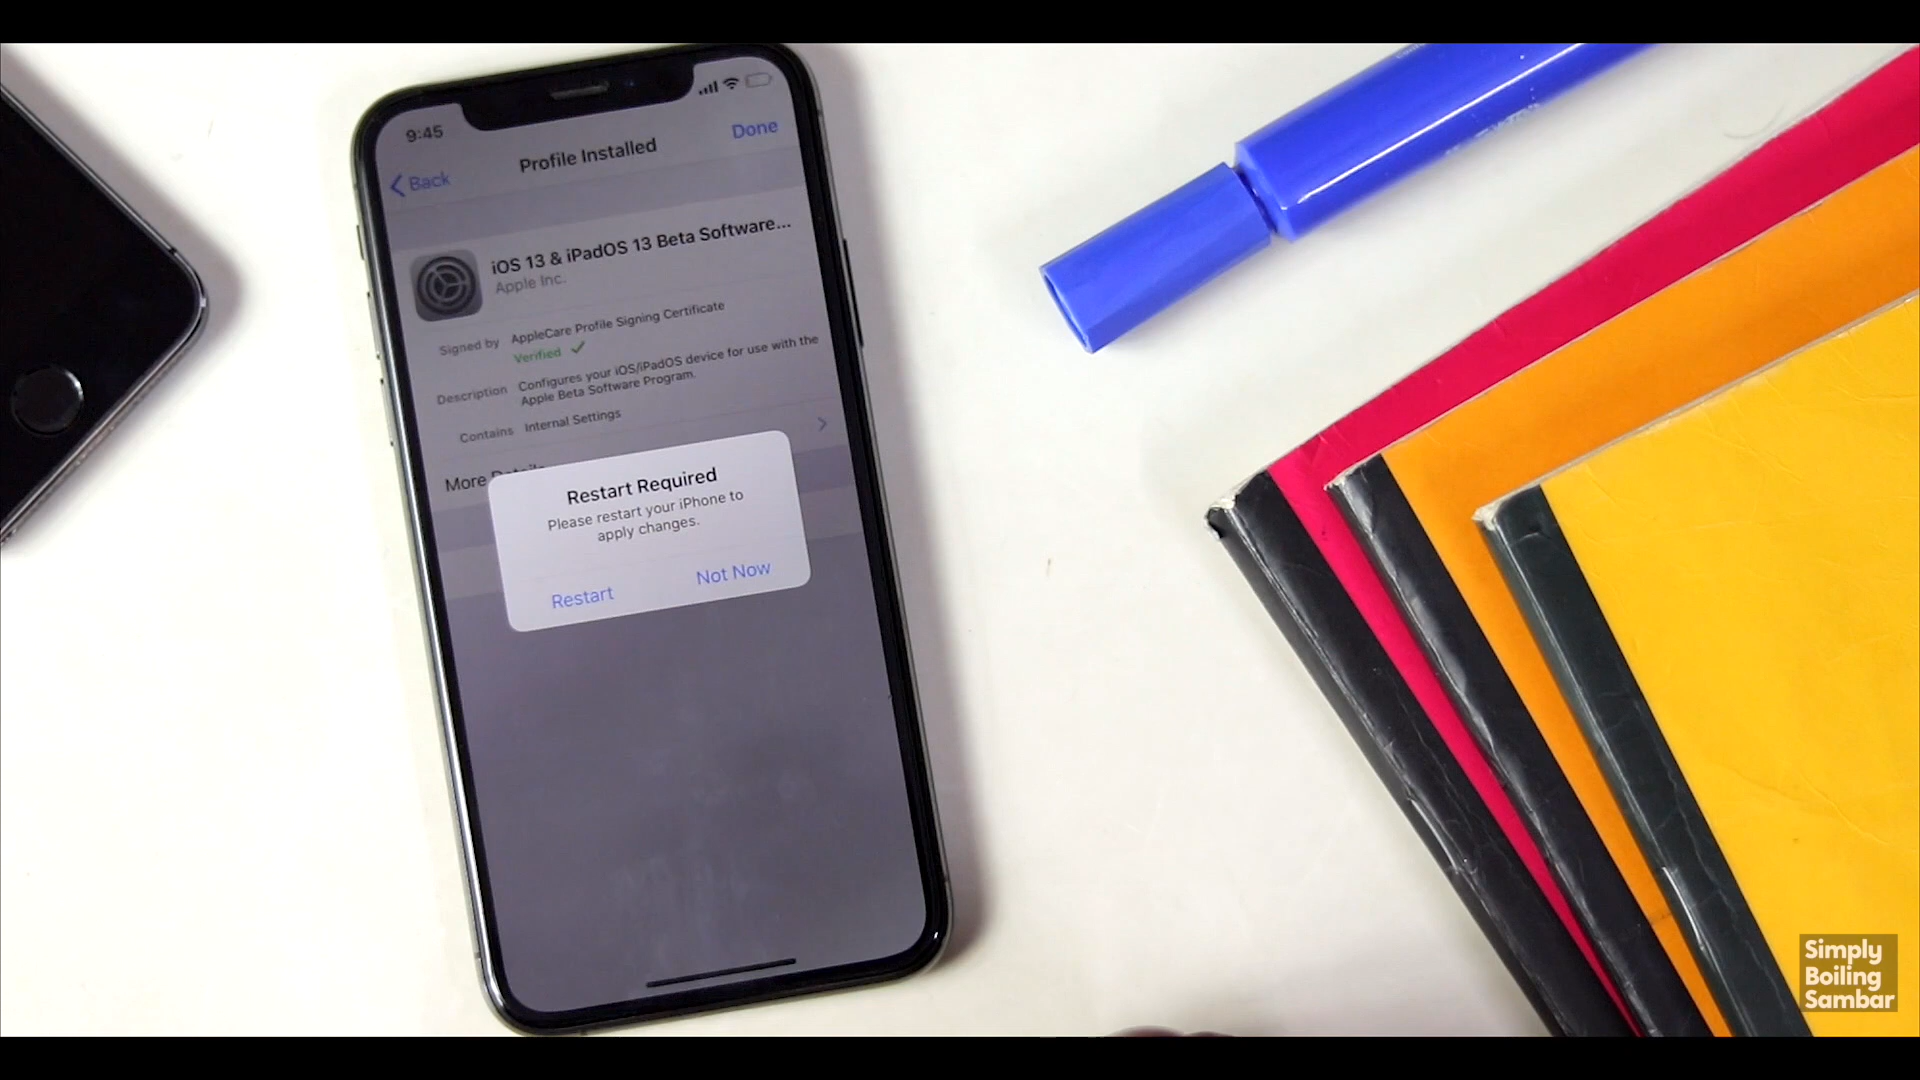 9:45
Back
Profile Installed
Done
iOS 13 & iPadOS 13 Beta Software...
Apple Inc.
Signed by AppleCare Profile Signing Certificate
Verified ✓
Description Configures your iOS/iPadOS device for use with the
Apple Beta Software Program.
Contains Internal Settings
More Details
Restart Required
Please restart your iPhone to
apply changes.
Restart
Not Now
Simply
Boiling
Sambar